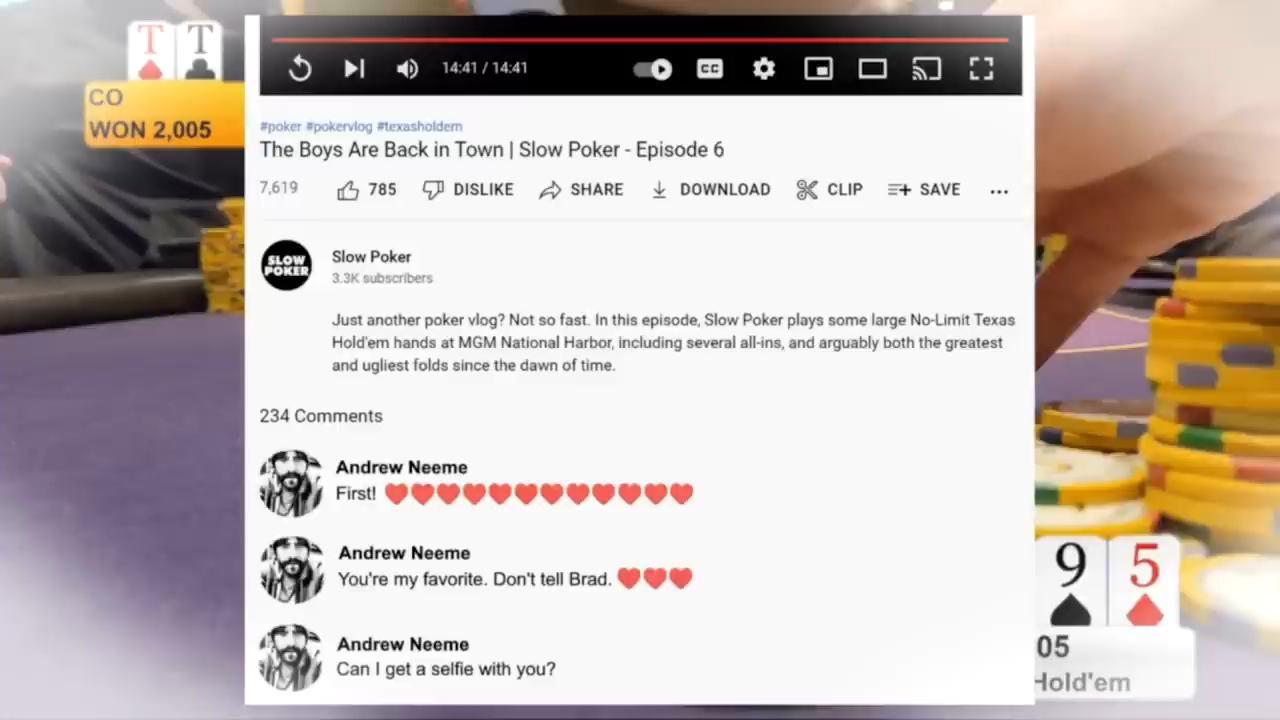 T T
CO
WON 2,005
14:41 / 14:41
CC
#poker #pokervlog #texasholdem
The Boys Are Back in Town | Slow Poker - Episode 6
7,619 785 DISLIKE SHARE DOWNLOAD CLIP SAVE ...
SLOW
POKER
Slow Poker
3.3K subscribers
Just another poker vlog? Not so fast. In this episode, Slow Poker plays some large No-Limit Texas
Hold'em hands at MGM National Harbor, including several all-ins, and arguably both the greatest
and ugliest folds since the dawn of time.
234 Comments
Andrew Neeme
First! ❤❤❤❤❤❤❤❤❤❤❤❤
Andrew Neeme
You're my favorite. Don't tell Brad. ❤❤❤
Andrew Neeme
Can I get a selfie with you?
9 5
05
Hold'em